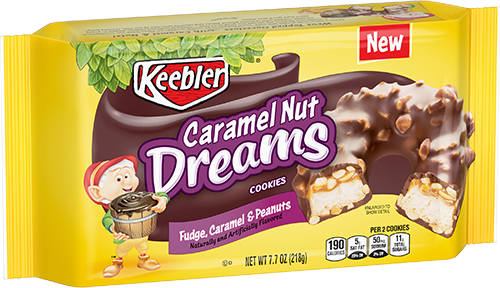 New
Keebler®
Caramel Nut
Dreams
COOKIES
Fudge, Caramel & Peanuts
Naturally and Artificially Flavored
ENLARGED TO
SHOW DETAIL
PER 2 COOKIES
190
CALORIES
5g
SAT FAT
50mg
SODIUM
11g
TOTAL
SUGARS
NET WT 7.7 OZ (218g)